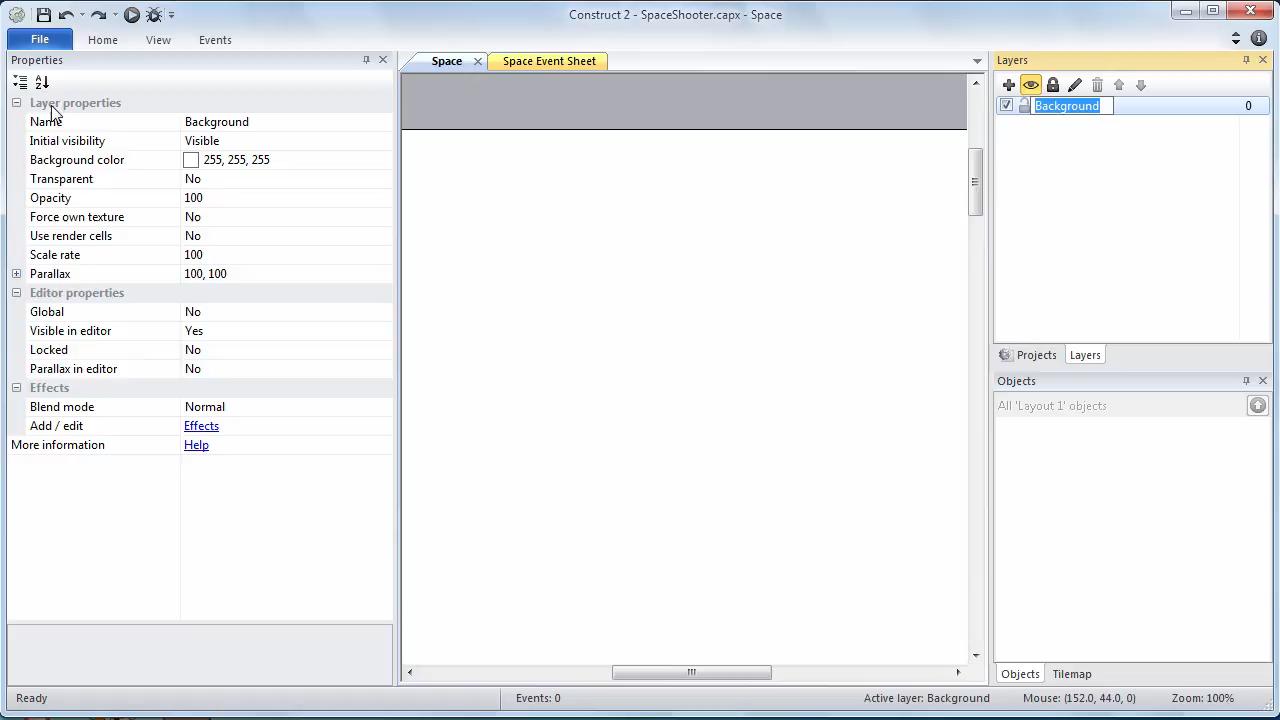 Construct 2 - SpaceShooter.capx - Space
File Home View Events
Properties
Layer properties
Name Background
Initial visibility Visible
Background color 255, 255, 255
Transparent No
Opacity 100
Force own texture No
Use render cells No
Scale rate 100
Parallax 100, 100
Editor properties
Global No
Visible in editor Yes
Locked No
Parallax in editor No
Effects
Blend mode Normal
Add / edit Effects
More information Help
Space Space Event Sheet
Layers
Background 0
Projects Layers
Objects
All 'Layout 1' objects
Objects Tilemap
Ready Events: 0 Active layer: Background Mouse: (152.0, 44.0, 0) Zoom: 100%